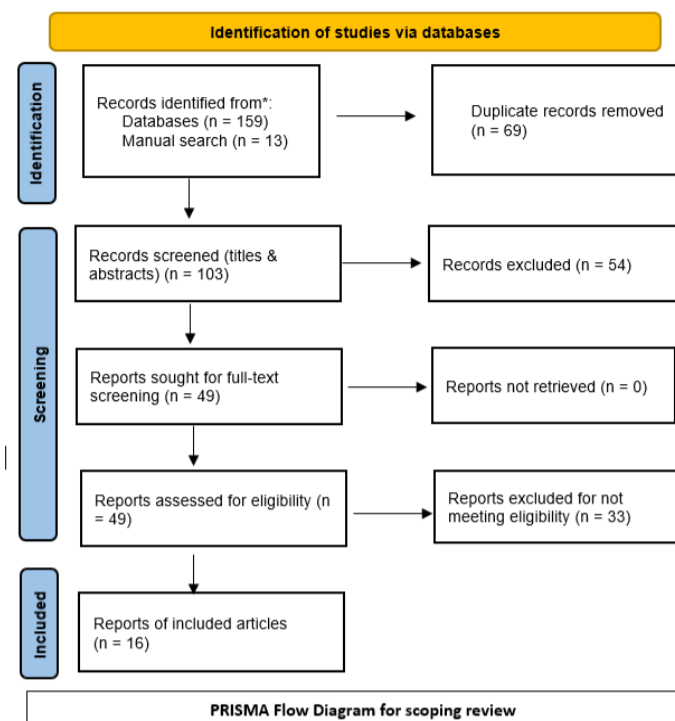 Identification of studies via databases
Identification
Records identified from*:
Databases (n = 159)
Manual search (n = 13)
Duplicate records removed
(n = 69)
Screening
Records screened (titles &
abstracts) (n = 103)
Records excluded (n = 54)
Reports sought for full-text
screening (n = 49)
Reports not retrieved (n = 0)
Reports assessed for eligibility (n
= 49)
Reports excluded for not
meeting eligibility (n = 33)
Included
Reports of included articles
(n = 16)
PRISMA Flow Diagram for scoping review